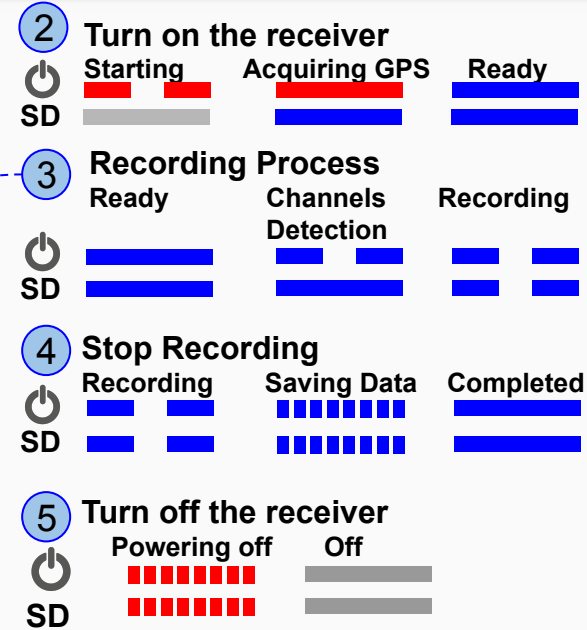 2 Turn on the receiver
Starting Acquiring GPS Ready
SD
3 Recording Process
Ready Channels Detection Recording
SD
4 Stop Recording
Recording Saving Data Completed
SD
5 Turn off the receiver
Powering off Off
SD